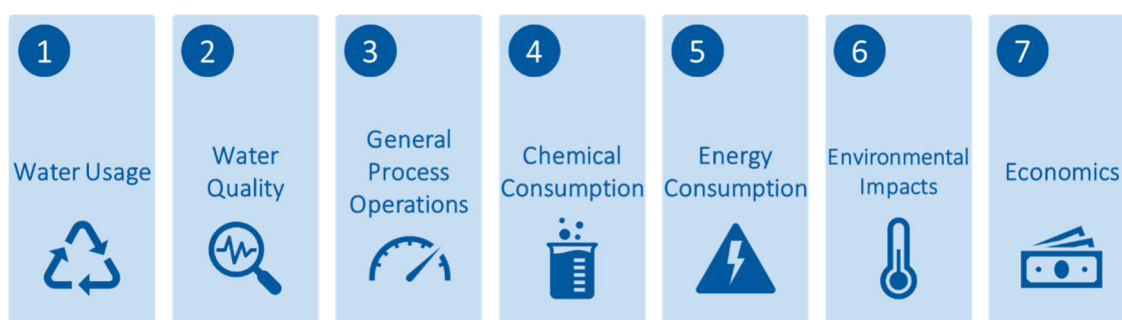 1
Water Usage
2
Water
Quality
3
General
Process
Operations
4
Chemical
Consumption
5
Energy
Consumption
6
Environmental
Impacts
7
Economics